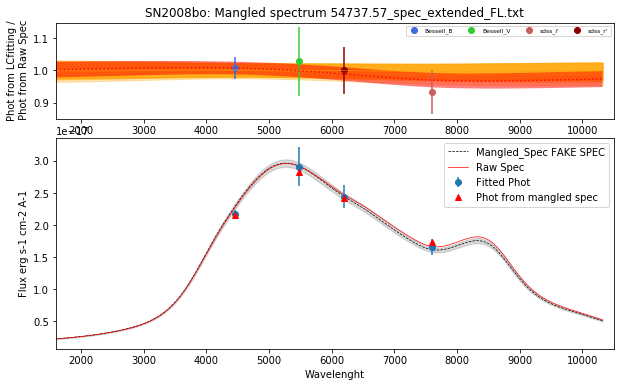 SN2008bo: Mangled spectrum 54737.57_spec_extended_FL.txt
Phot from LCfitting /
Phot from Raw Spec
1.1
1.0
0.9
Bessell_B
Bessell_V
sdss_i'
sdss_r'
2000 3000 4000 5000 6000 7000 8000 9000 10000
1e−17
Flux erg s-1 cm-2 A-1
3.0
2.5
2.0
1.5
1.0
0.5
Mangled_Spec FAKE SPEC
Raw Spec
Fitted Phot
Phot from mangled spec
2000 3000 4000 5000 6000 7000 8000 9000 10000
Wavelenght